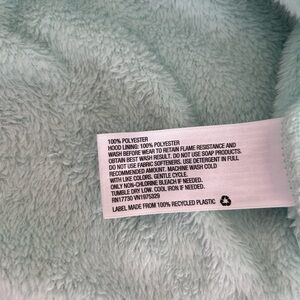 100% POLYESTER
HOOD LINING: 100% POLYESTER
WASH BEFORE WEAR TO RETAIN FLAME RESISTANCE AND
OBTAIN BEST WASH RESULT. DO NOT USE SOAP PRODUCTS.
DO NOT USE FABRIC SOFTENERS. USE DETERGENT IN FULL
RECOMMENDED AMOUNT. MACHINE WASH COLD
WITH LIKE COLORS. GENTLE CYCLE.
ONLY NON-CHLORINE BLEACH IF NEEDED.
TUMBLE DRY LOW. COOL IRON IF NEEDED.
RN17730 VN1975329
LABEL MADE FROM 100% RECYCLED PLASTIC